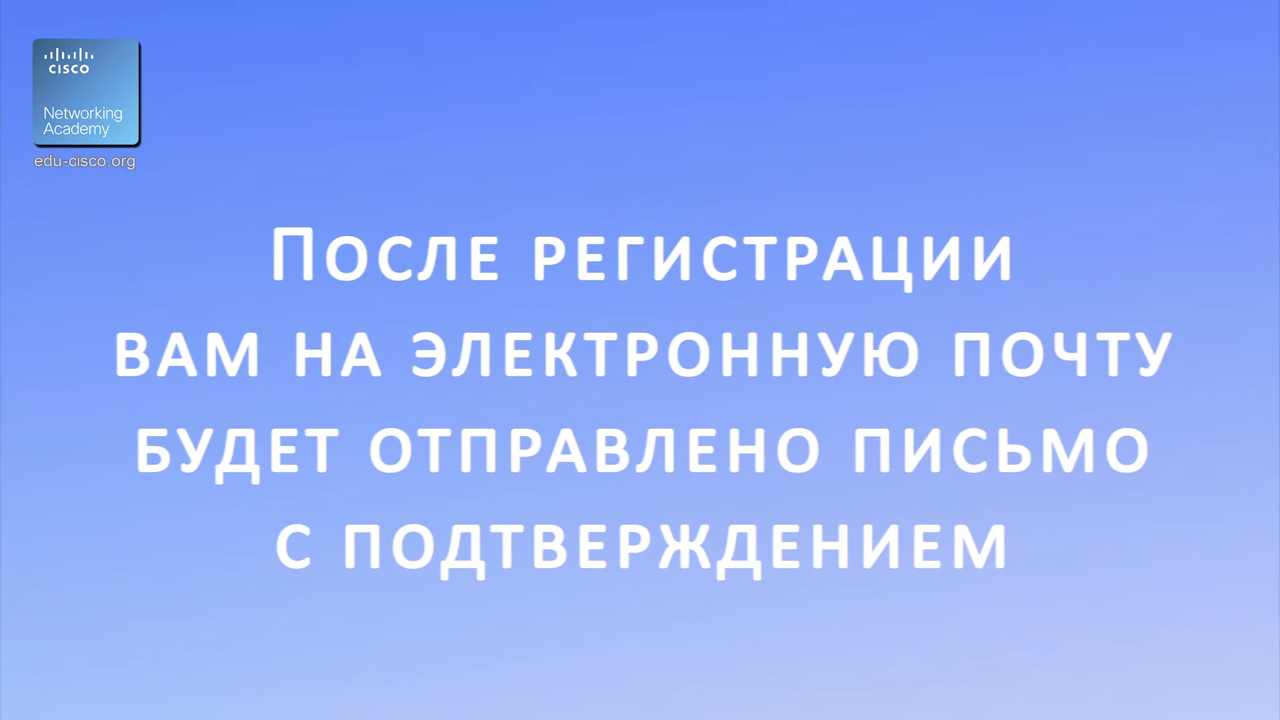 CISCO
Networking
Academy
edu-cisco.org
После регистрации
вам на электронную почту
будет отправлено письмо
с подтверждением